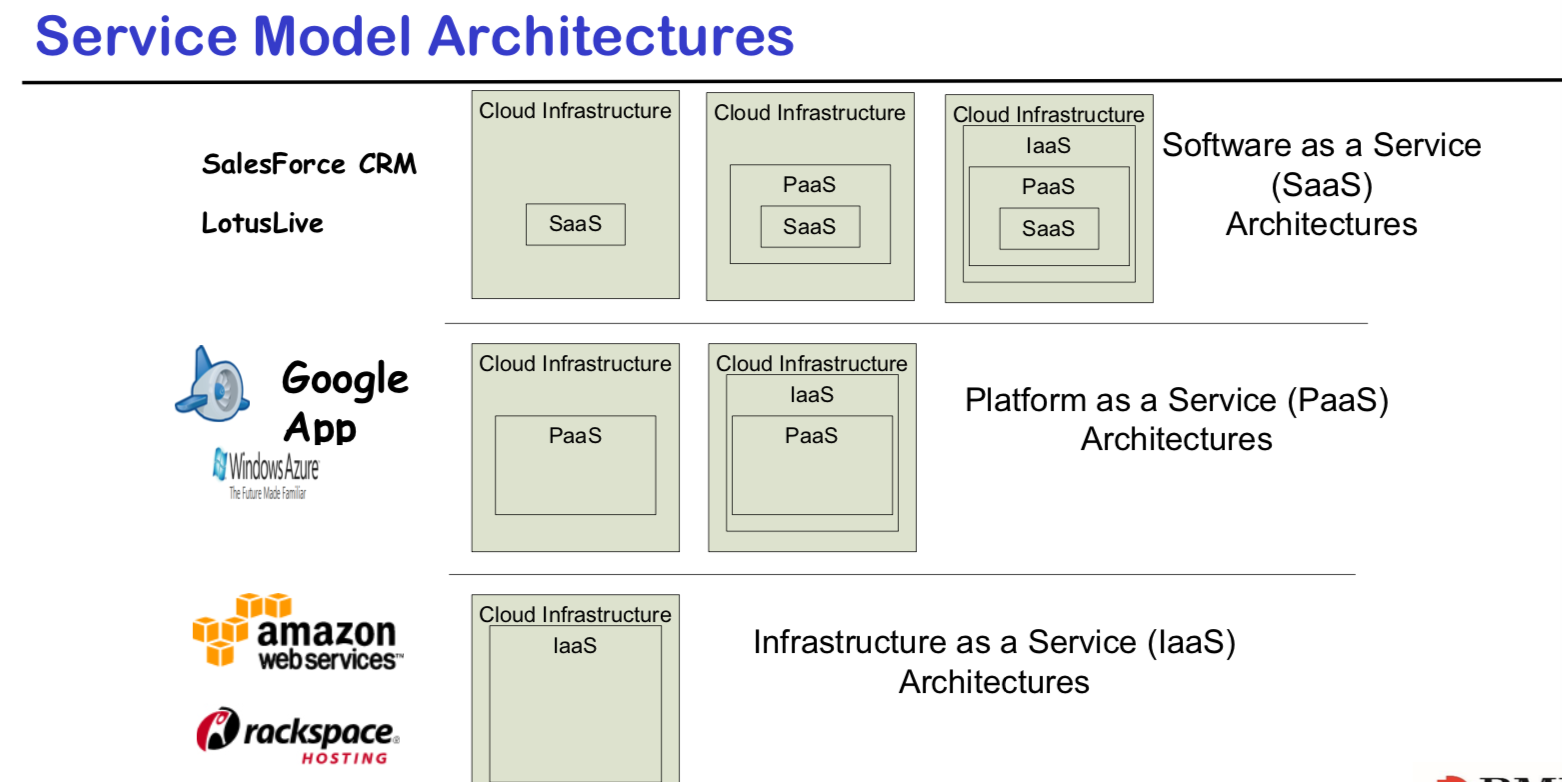 Service Model Architectures
SalesForce CRM
LotusLive
Cloud Infrastructure
SaaS
Cloud Infrastructure
PaaS
SaaS
Cloud Infrastructure
IaaS
PaaS
SaaS
Software as a Service
(SaaS)
Architectures
Google
App
Windows Azure
The Future Made Familiar
Cloud Infrastructure
PaaS
Cloud Infrastructure
IaaS
PaaS
Platform as a Service (PaaS)
Architectures
amazon
web services™
rackspace®
HOSTING
Cloud Infrastructure
IaaS
Infrastructure as a Service (IaaS)
Architectures